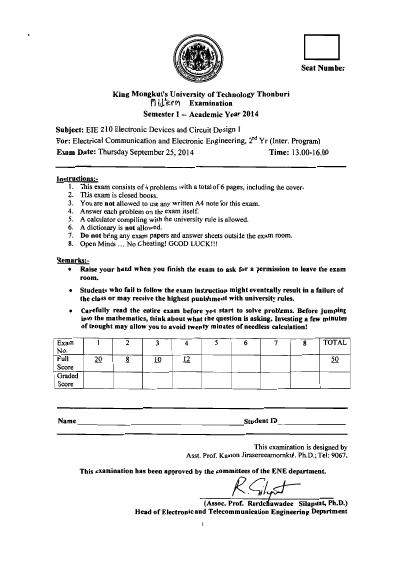 Seat Number
King Mongkut's University of Technology Thonburi
Midterm Examination
Semester 1 – Academic Year 2014
Subject: EIE 210 Electronic Devices and Circuit Design I
For: Electrical Communication and Electronic Engineering, 2nd Yr (Inter. Program)
Exam Date: Thursday September 25, 2014 Time: 13.00-16.00
Instructions:-
1. This exam consists of 4 problems with a total of 6 pages, including the cover.
2. This exam is closed books.
3. You are not allowed to use any written A4 note for this exam.
4. Answer each problem on the exam itself.
5. A calculator compiling with the university rule is allowed.
6. A dictionary is not allowed.
7. Do not bring any exam papers and answer sheets outside the exam room.
8. Open Minds … No Cheating! GOOD LUCK!!!
Remarks:-
• Raise your hand when you finish the exam to ask for a permission to leave the exam
room.
• Students who fail to follow the exam instruction might eventually result in a failure of
the class or may receive the highest punishment with university rules.
• Carefully read the entire exam before you start to solve problems. Before jumping
into the mathematics, think about what the question is asking. Investing a few minutes
of thought may allow you to avoid twenty minutes of needless calculation!
Exam No. 1 2 3 4 5 6 7 8 TOTAL
Full Score 20 8 10 12 50
Graded Score
Name Student ID
This examination is designed by
Asst. Prof. Kamon Jirasereeamornkul, Ph.D.; Tel: 9067.
This examination has been approved by the committees of the ENE department.
(Assoc. Prof. Rardchawadee Silapunt, Ph.D.)
Head of Electronic and Telecommunication Engineering Department
1